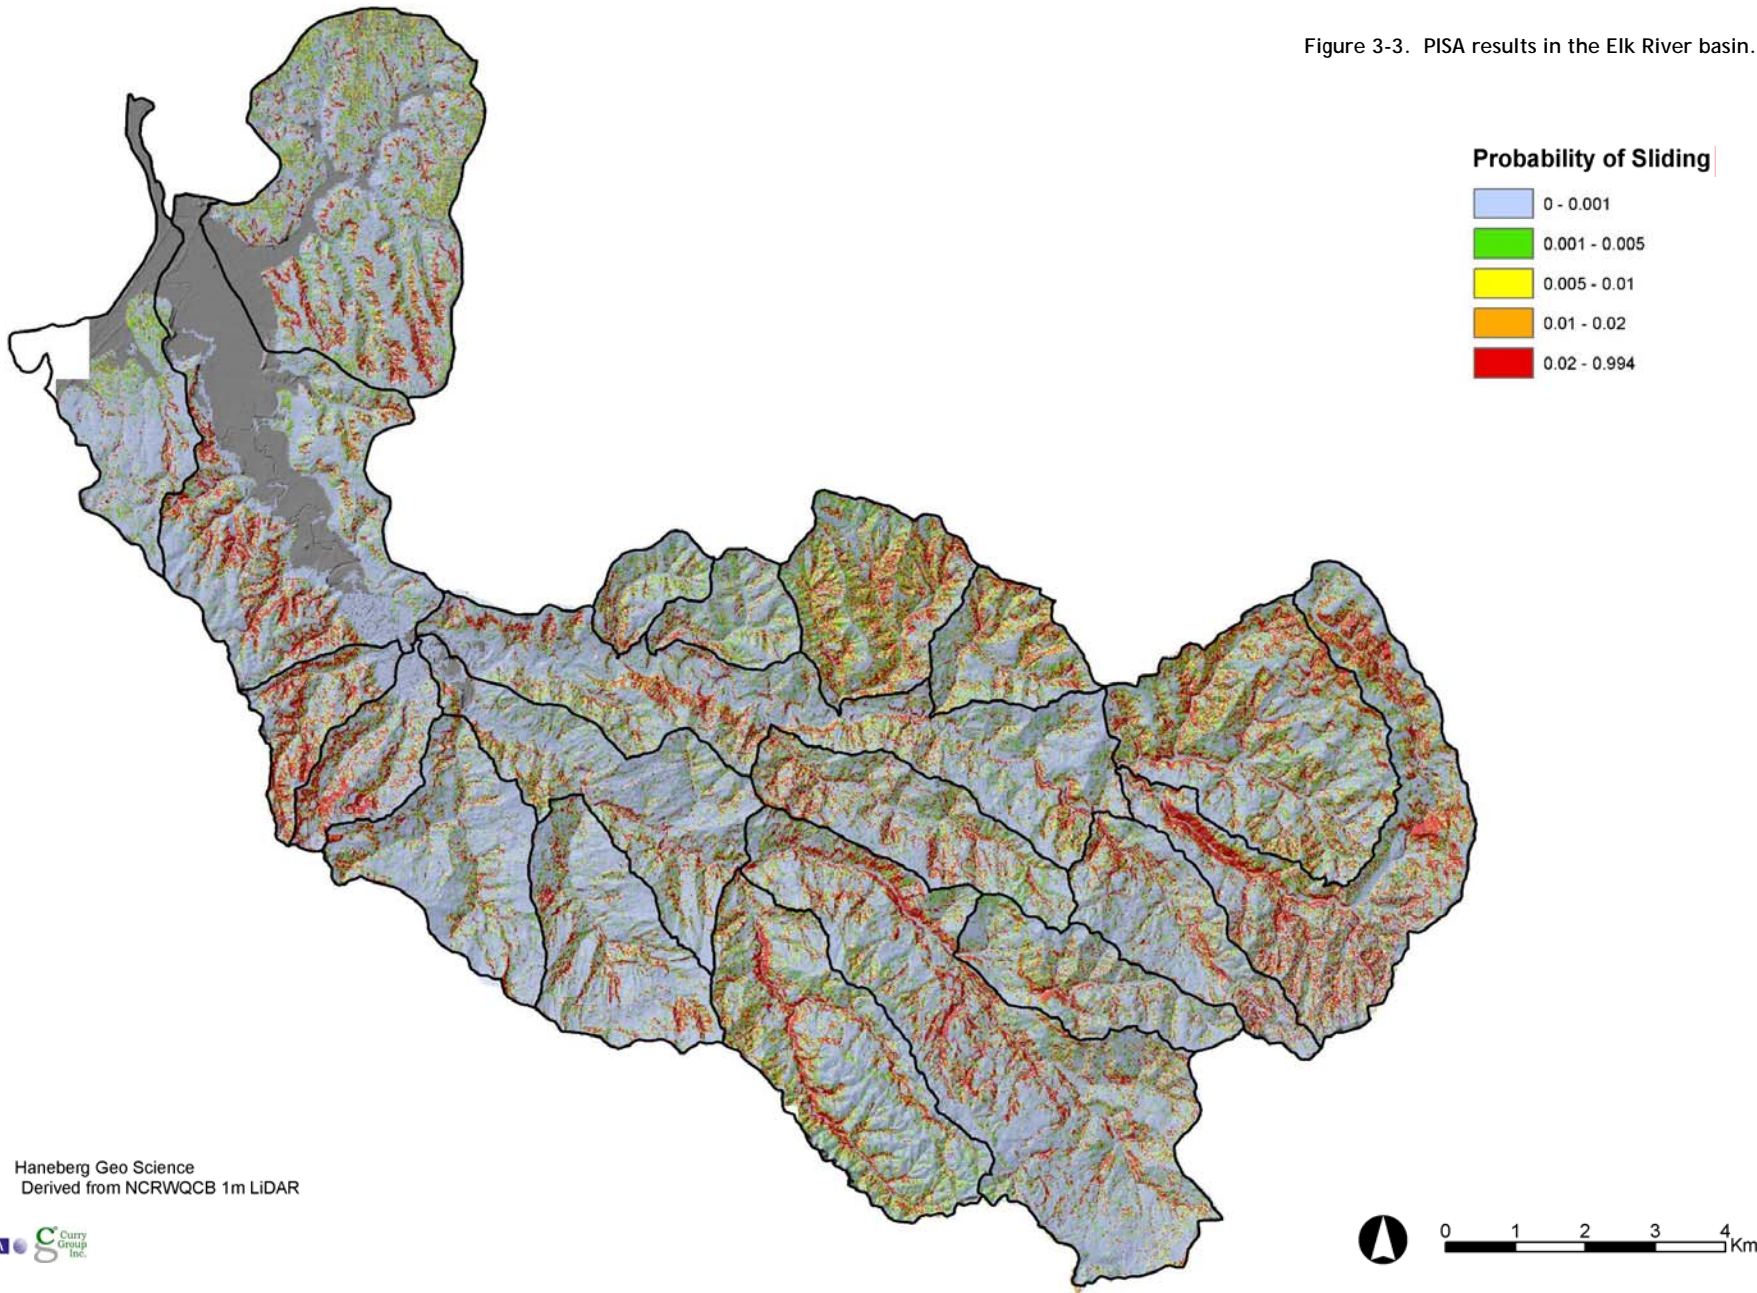 Figure 3-3. PISA results in the Elk River basin.
Probability of Sliding
0 - 0.001
0.001 - 0.005
0.005 - 0.01
0.01 - 0.02
0.02 - 0.994
Haneberg Geo Science
Derived from NCRWQCB 1m LiDAR
Curry
Group
Inc.
0 1 2 3 4
Km